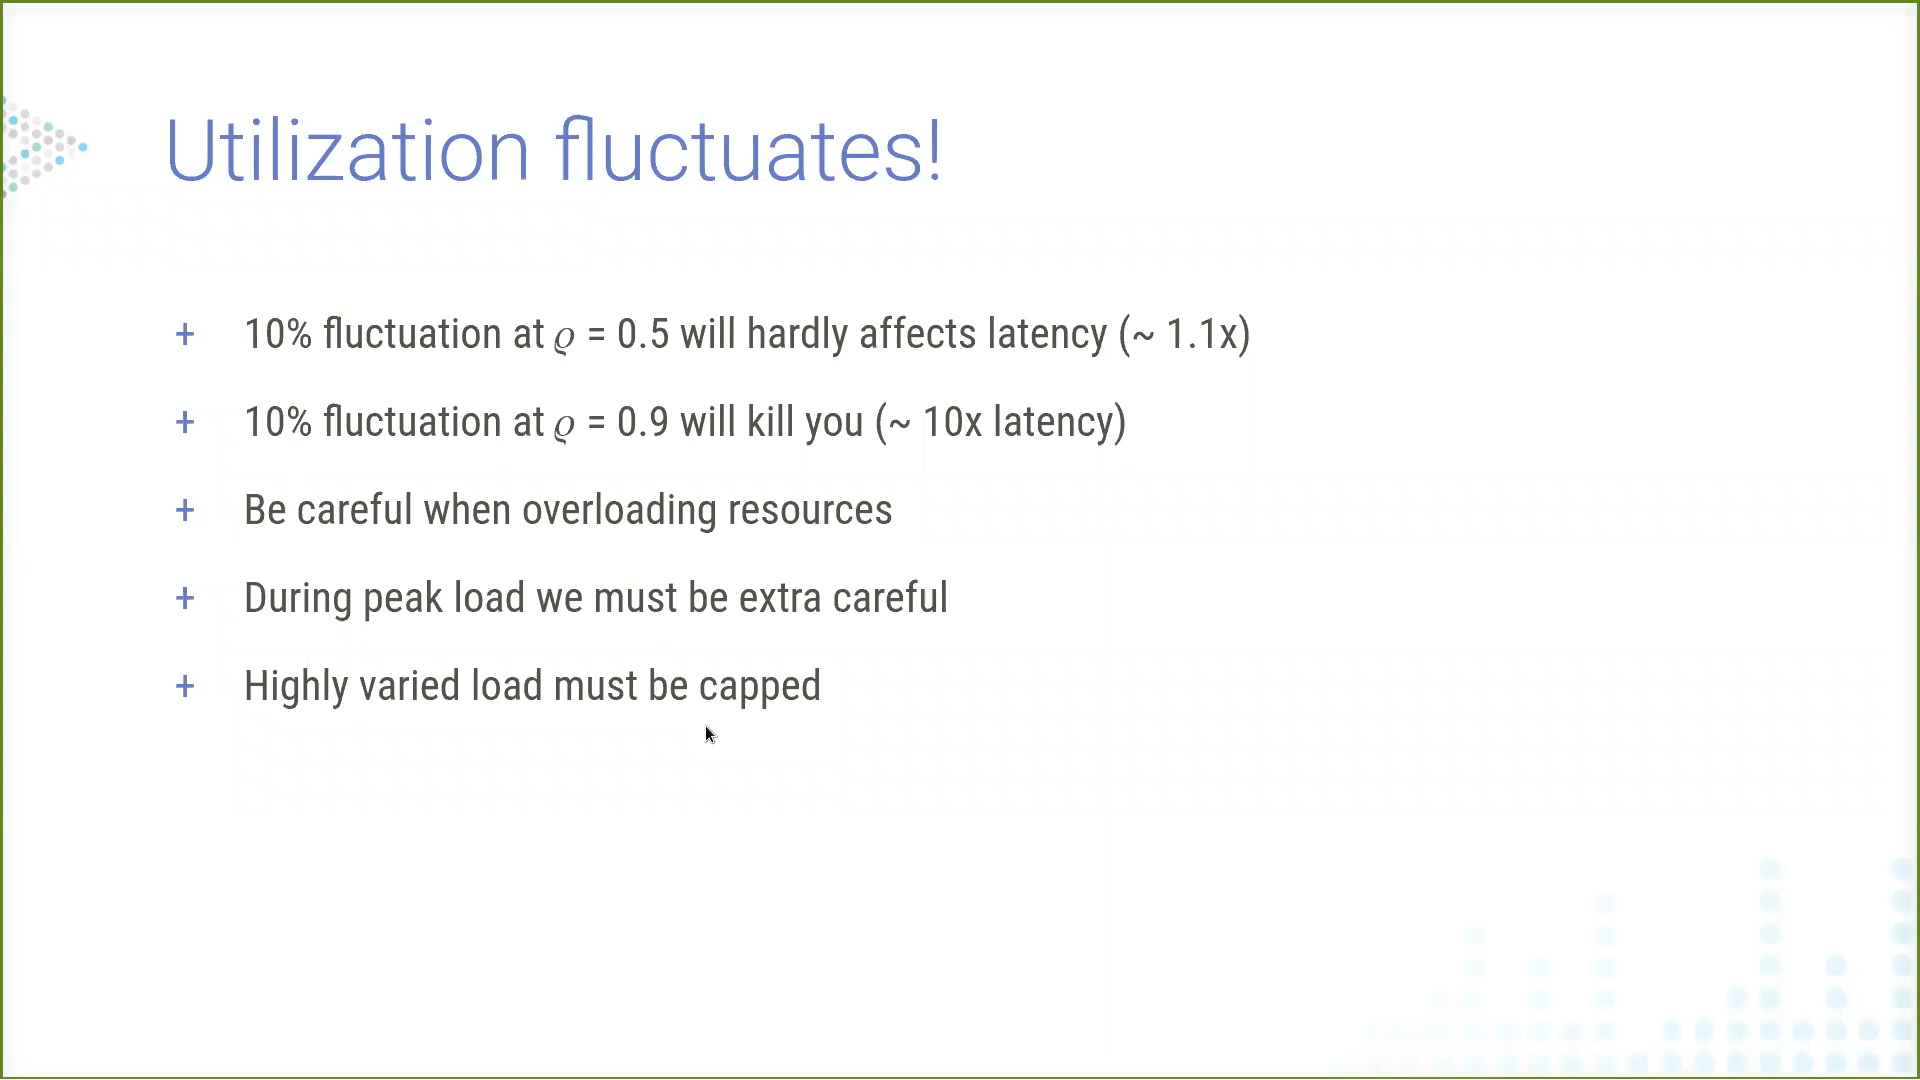 Utilization fluctuates!
+ 10% fluctuation at ϱ = 0.5 will hardly affects latency (~ 1.1x)
+ 10% fluctuation at ϱ = 0.9 will kill you (~ 10x latency)
+ Be careful when overloading resources
+ During peak load we must be extra careful
+ Highly varied load must be capped